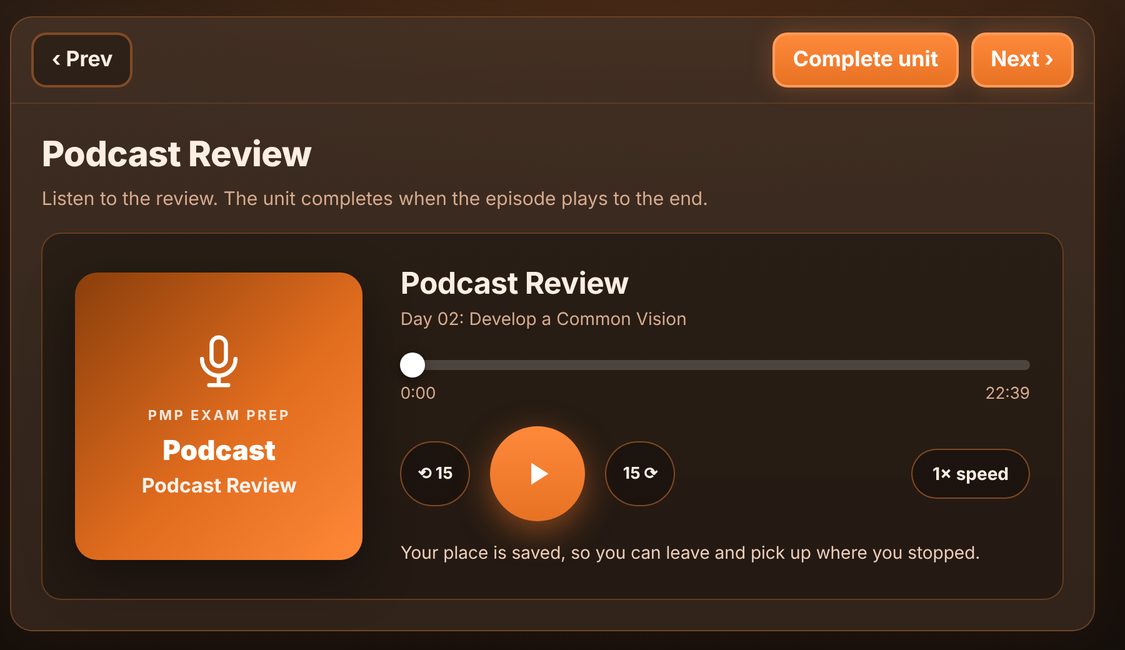 ‹ Prev
Complete unit
Next ›
Podcast Review
Listen to the review. The unit completes when the episode plays to the end.
PMP EXAM PREP
Podcast
Podcast Review
Podcast Review
Day 02: Develop a Common Vision
0:00
22:39
⟲ 15
15 ⟳
1× speed
Your place is saved, so you can leave and pick up where you stopped.